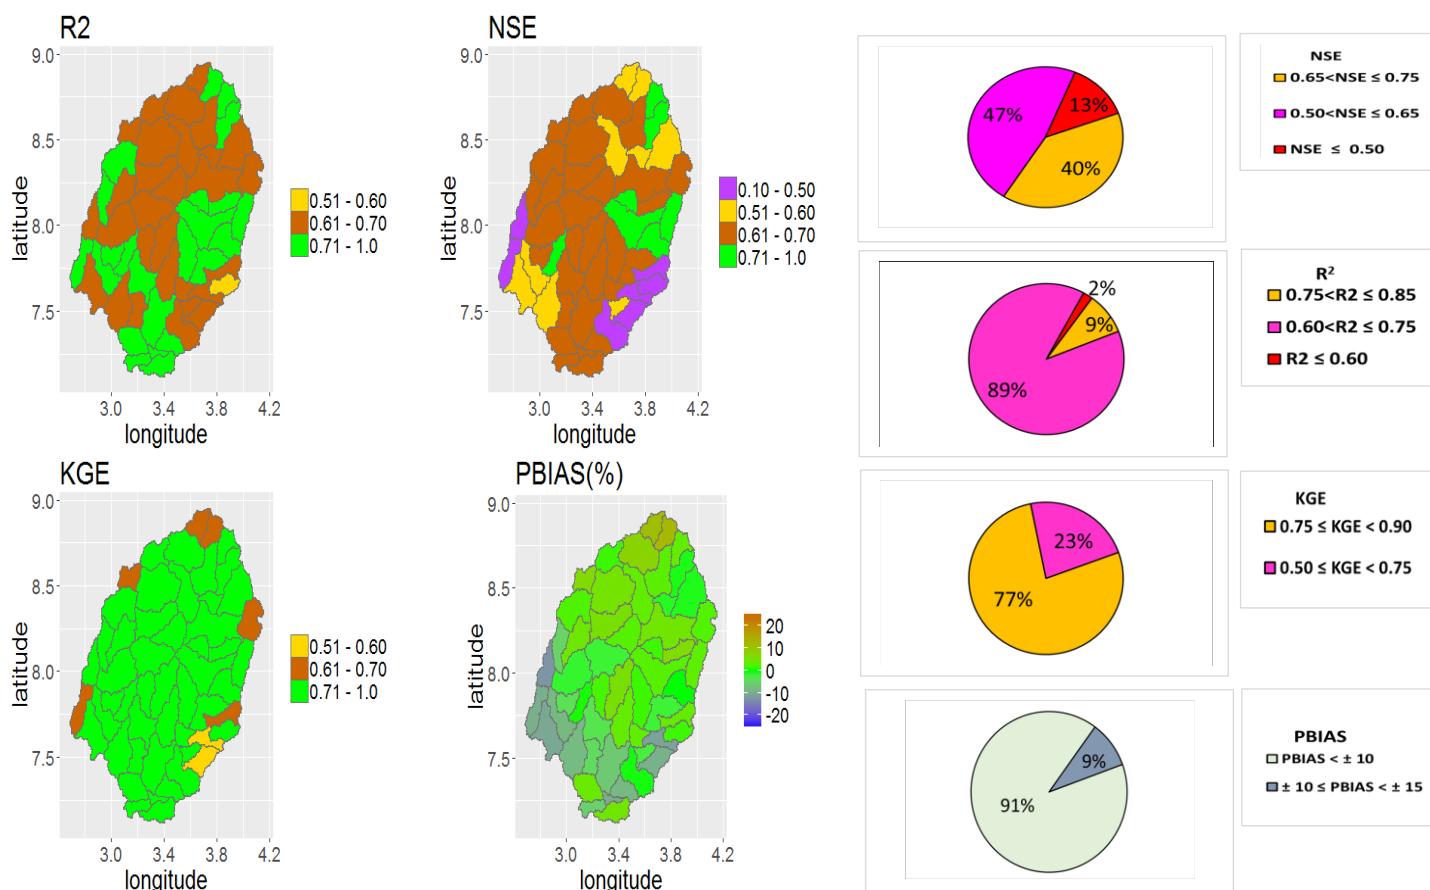 R2
9.0
8.5
8.0
7.5
latitude
3.0 3.4 3.8 4.2
longitude
0.51 - 0.60
0.61 - 0.70
0.71 - 1.0
NSE
9.0
8.5
8.0
7.5
latitude
3.0 3.4 3.8 4.2
longitude
0.10 - 0.50
0.51 - 0.60
0.61 - 0.70
0.71 - 1.0
47%
13%
40%
NSE
0.65<NSE ≤ 0.75
0.50<NSE ≤ 0.65
NSE ≤ 0.50
2%
9%
89%
R²
0.75<R2 ≤ 0.85
0.60<R2 ≤ 0.75
R2 ≤ 0.60
KGE
9.0
8.5
8.0
7.5
latitude
3.0 3.4 3.8 4.2
longitude
0.51 - 0.60
0.61 - 0.70
0.71 - 1.0
PBIAS(%)
9.0
8.5
8.0
7.5
latitude
3.0 3.4 3.8 4.2
longitude
20
10
0
-10
-20
23%
77%
KGE
0.75 ≤ KGE < 0.90
0.50 ≤ KGE < 0.75
9%
91%
PBIAS
PBIAS < ± 10
± 10 ≤ PBIAS < ± 15